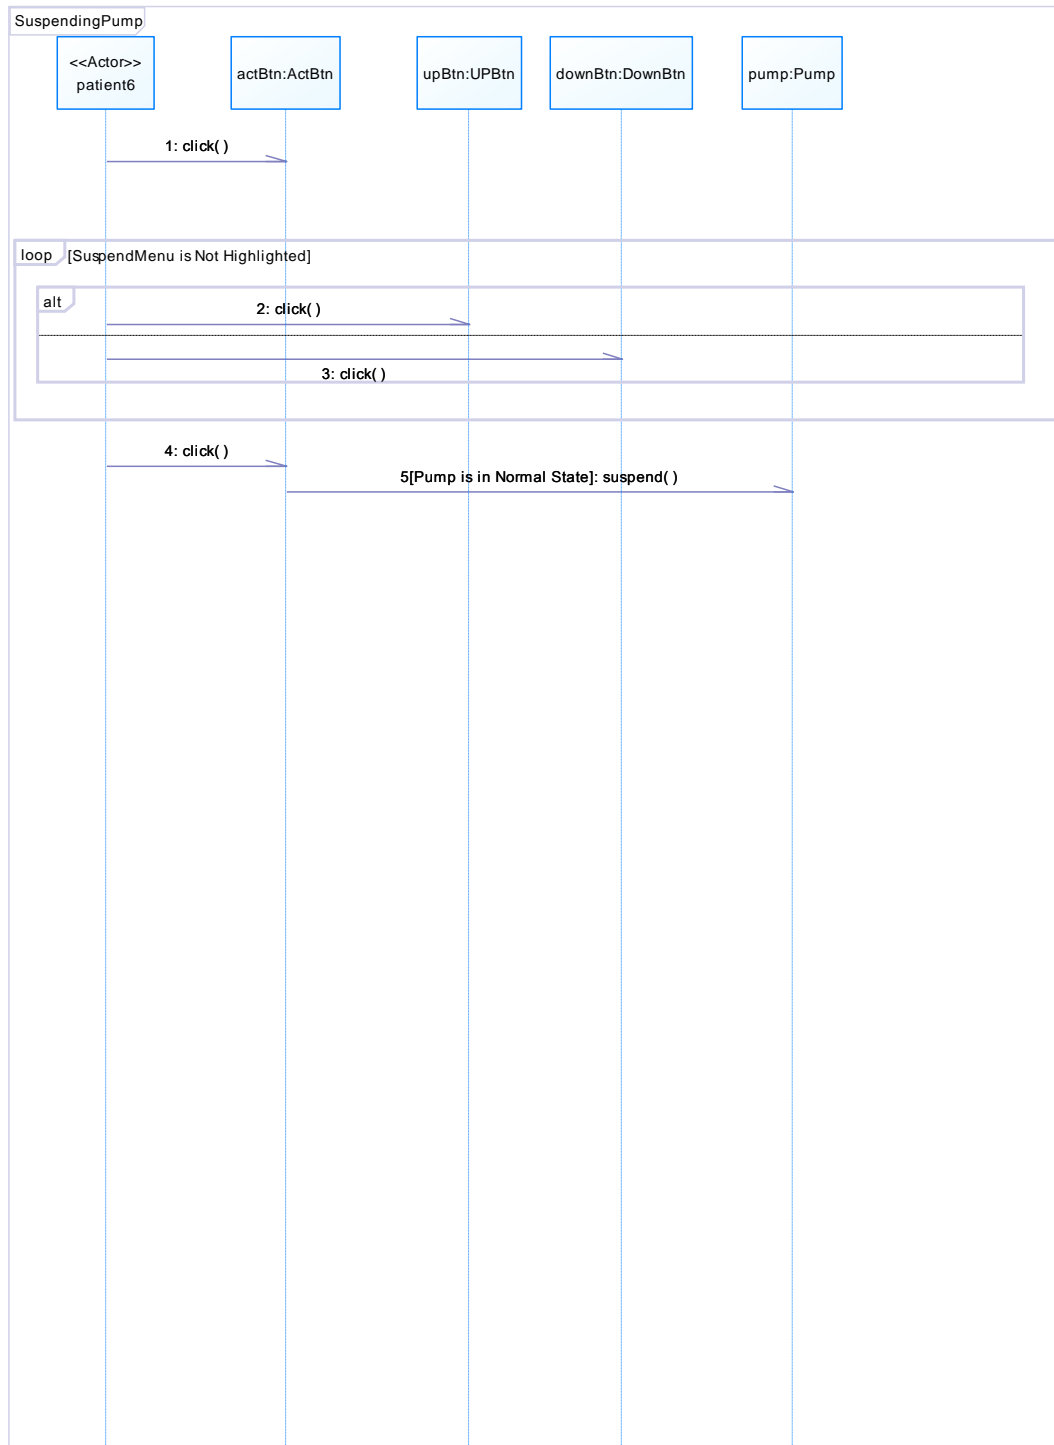 SuspendingPump
<<Actor>>
patient6
actBtn:ActBtn
upBtn:UPBtn
downBtn:DownBtn
pump:Pump
1: click( )
loop
[SuspendMenu is Not Highlighted]
alt
2: click( )
3: click( )
4: click( )
5[Pump is in Normal State]: suspend( )